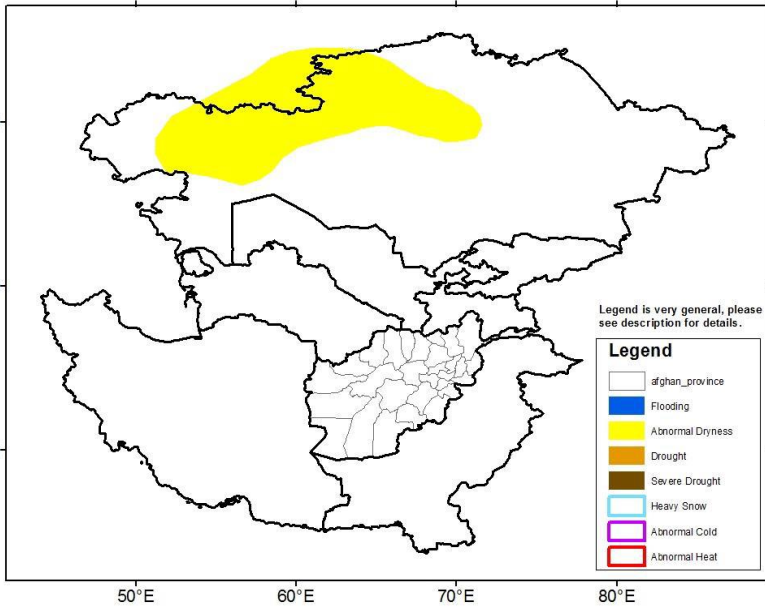 Legend is very general, please
see description for details.
Legend
afghan_province
Flooding
Abnormal Dryness
Drought
Severe Drought
Heavy Snow
Abnormal Cold
Abnormal Heat
50°E 60°E 70°E 80°E